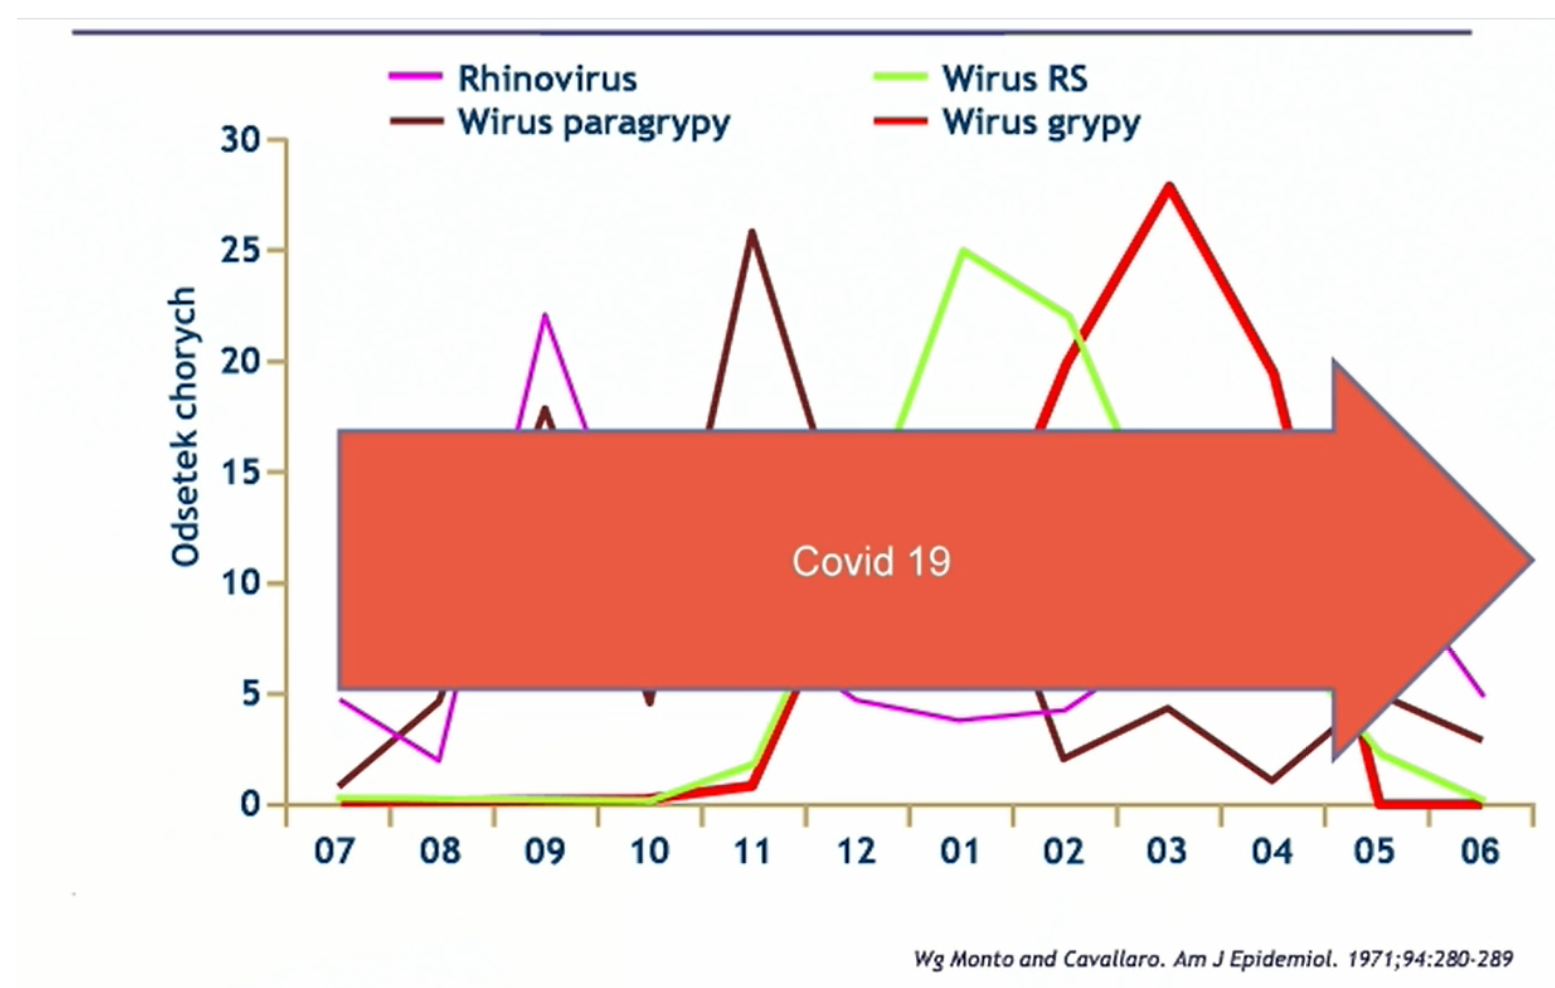 Rhinovirus
Wirus RS
Wirus paragrypy
Wirus grypy
30
25
20
15
10
5
0
Odsetek chorych
Covid 19
07 08 09 10 11 12 01 02 03 04 05 06
Wg Monto and Cavallaro. Am J Epidemiol. 1971;94:280-289